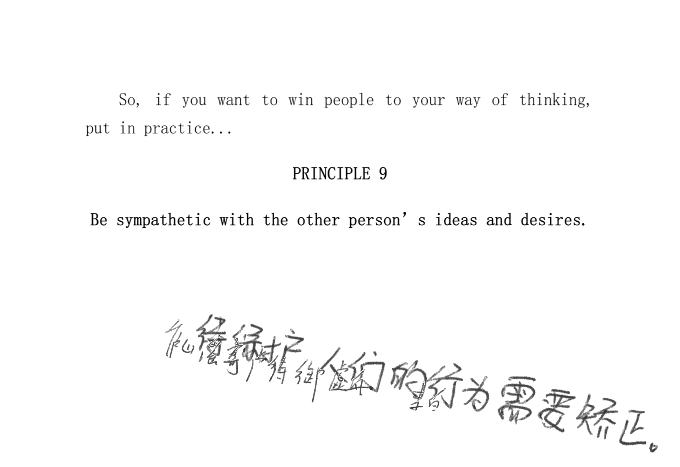 So, if you want to win people to your way of thinking,
put in practice...
PRINCIPLE 9
Be sympathetic with the other person's ideas and desires.
们的行为需要矫正。